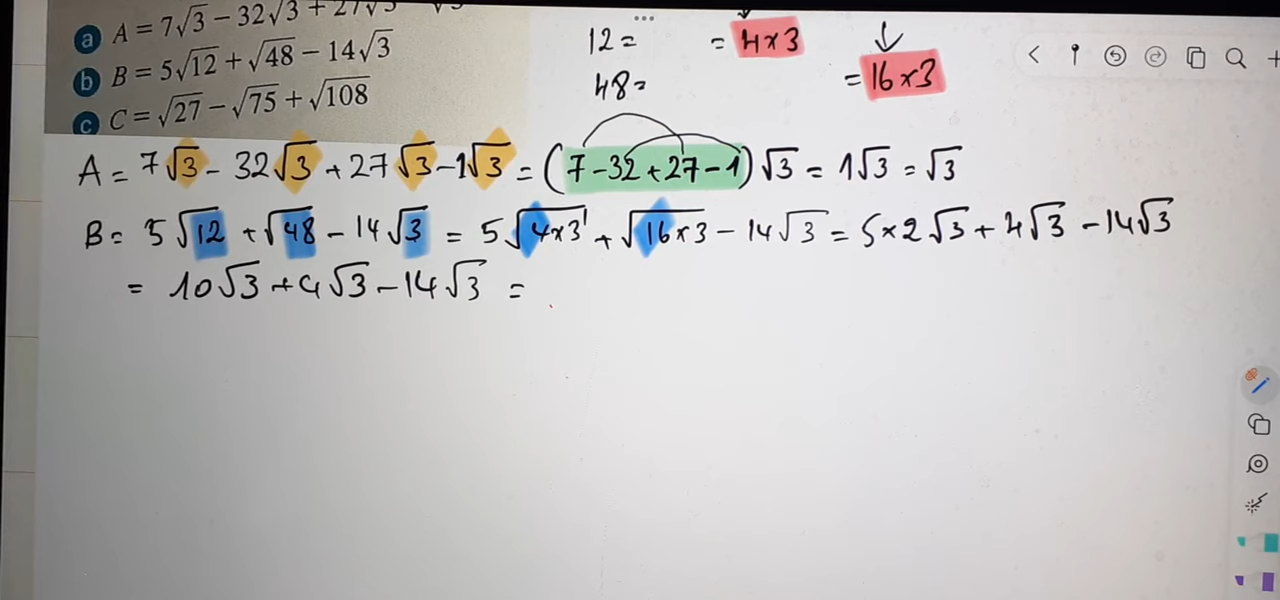 a A = 7√3 − 32√3 + 27√3 − √3
b B = 5√12 + √48 − 14√3
c C = √27 − √75 + √108
12 = = 4×3
48 = = 16×3
A = 7√3 − 32√3 + 27√3 − 1√3 = (7 − 32 + 27 − 1)√3 = 1√3 = √3
B = 5√12 + √48 − 14√3 = 5√4×3 + √16×3 − 14√3 = 5×2√3 + 4√3 − 14√3
= 10√3 + 4√3 − 14√3 =